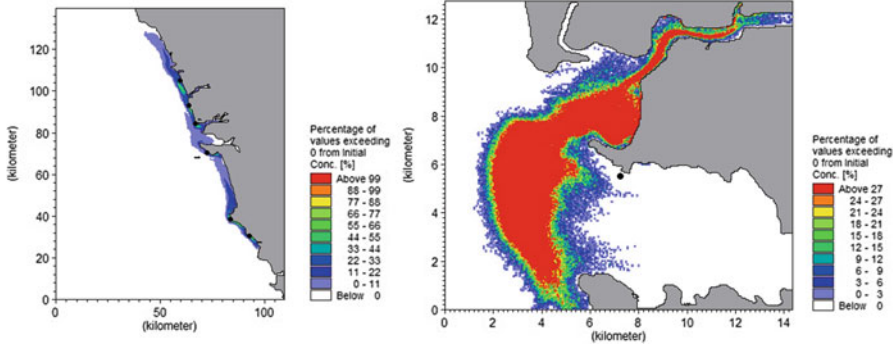 120
100
80
60
40
20
0
(kilometer)
0
50
100
(kilometer)
Percentage of
values exceeding
0 from Initial
Conc. [%]
Above 99
88 - 99
77 - 88
66 - 77
55 - 66
44 - 55
33 - 44
22 - 33
11 - 22
0 - 11
Below 0
12
10
8
6
4
2
0
(kilometer)
0
2
4
6
8
10
12
14
(kilometer)
Percentage of
values exceeding
0 from Initial
Conc. [%]
Above 27
24 - 27
21 - 24
18 - 21
15 - 18
12 - 15
9 - 12
6 - 9
3 - 6
0 - 3
Below 0